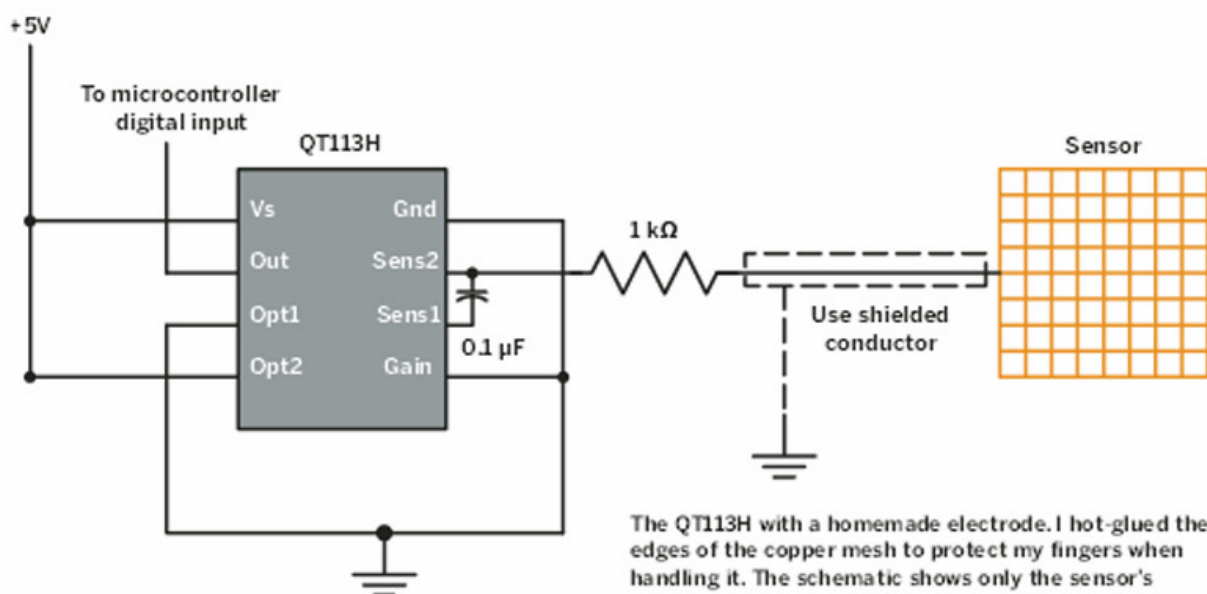 +5V
To microcontroller
digital input
QT113H
Sensor
Vs
Gnd
1 kΩ
Out
Sens2
Opt1
Sens1
0.1 µF
Use shielded
conductor
Opt2
Gain
The QT113H with a homemade electrode. I hot-glued the
edges of the copper mesh to protect my fingers when
handling it. The schematic shows only the sensor's